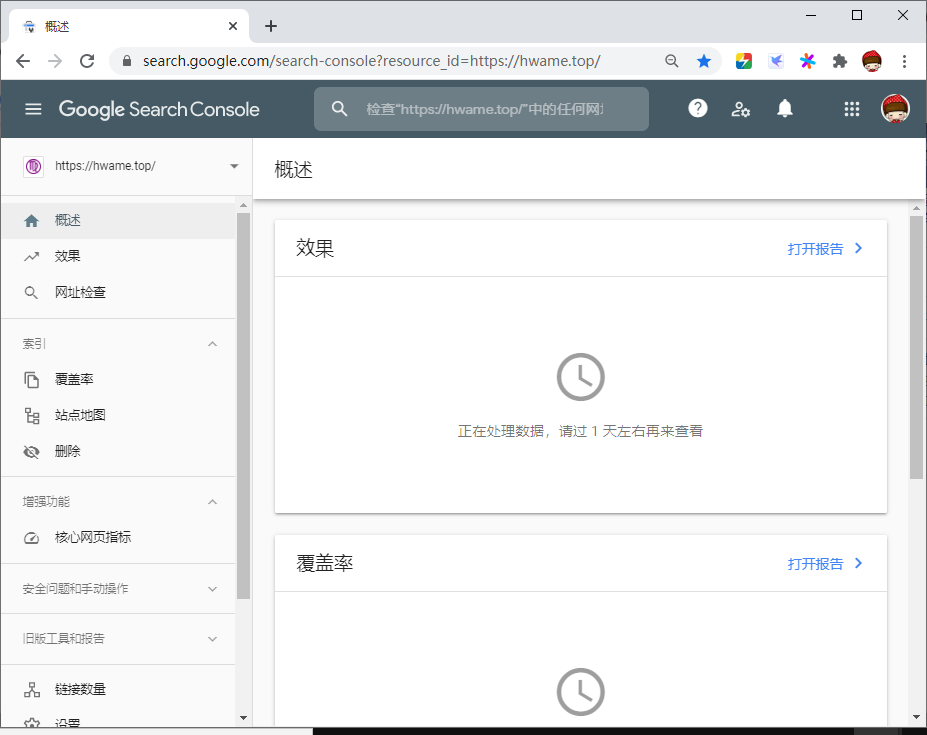 概述
search.google.com/search-console?resource_id=https://hwame.top/
Google Search Console
检查“https://hwame.top/”中的任何网
https://hwame.top/
概述
概述
效果
网址检查
索引
覆盖率
站点地图
删除
增强功能
核心网页指标
安全问题和手动操作
旧版工具和报告
链接数量
设置
效果
打开报告
正在处理数据，请过 1 天左右再来查看
覆盖率
打开报告